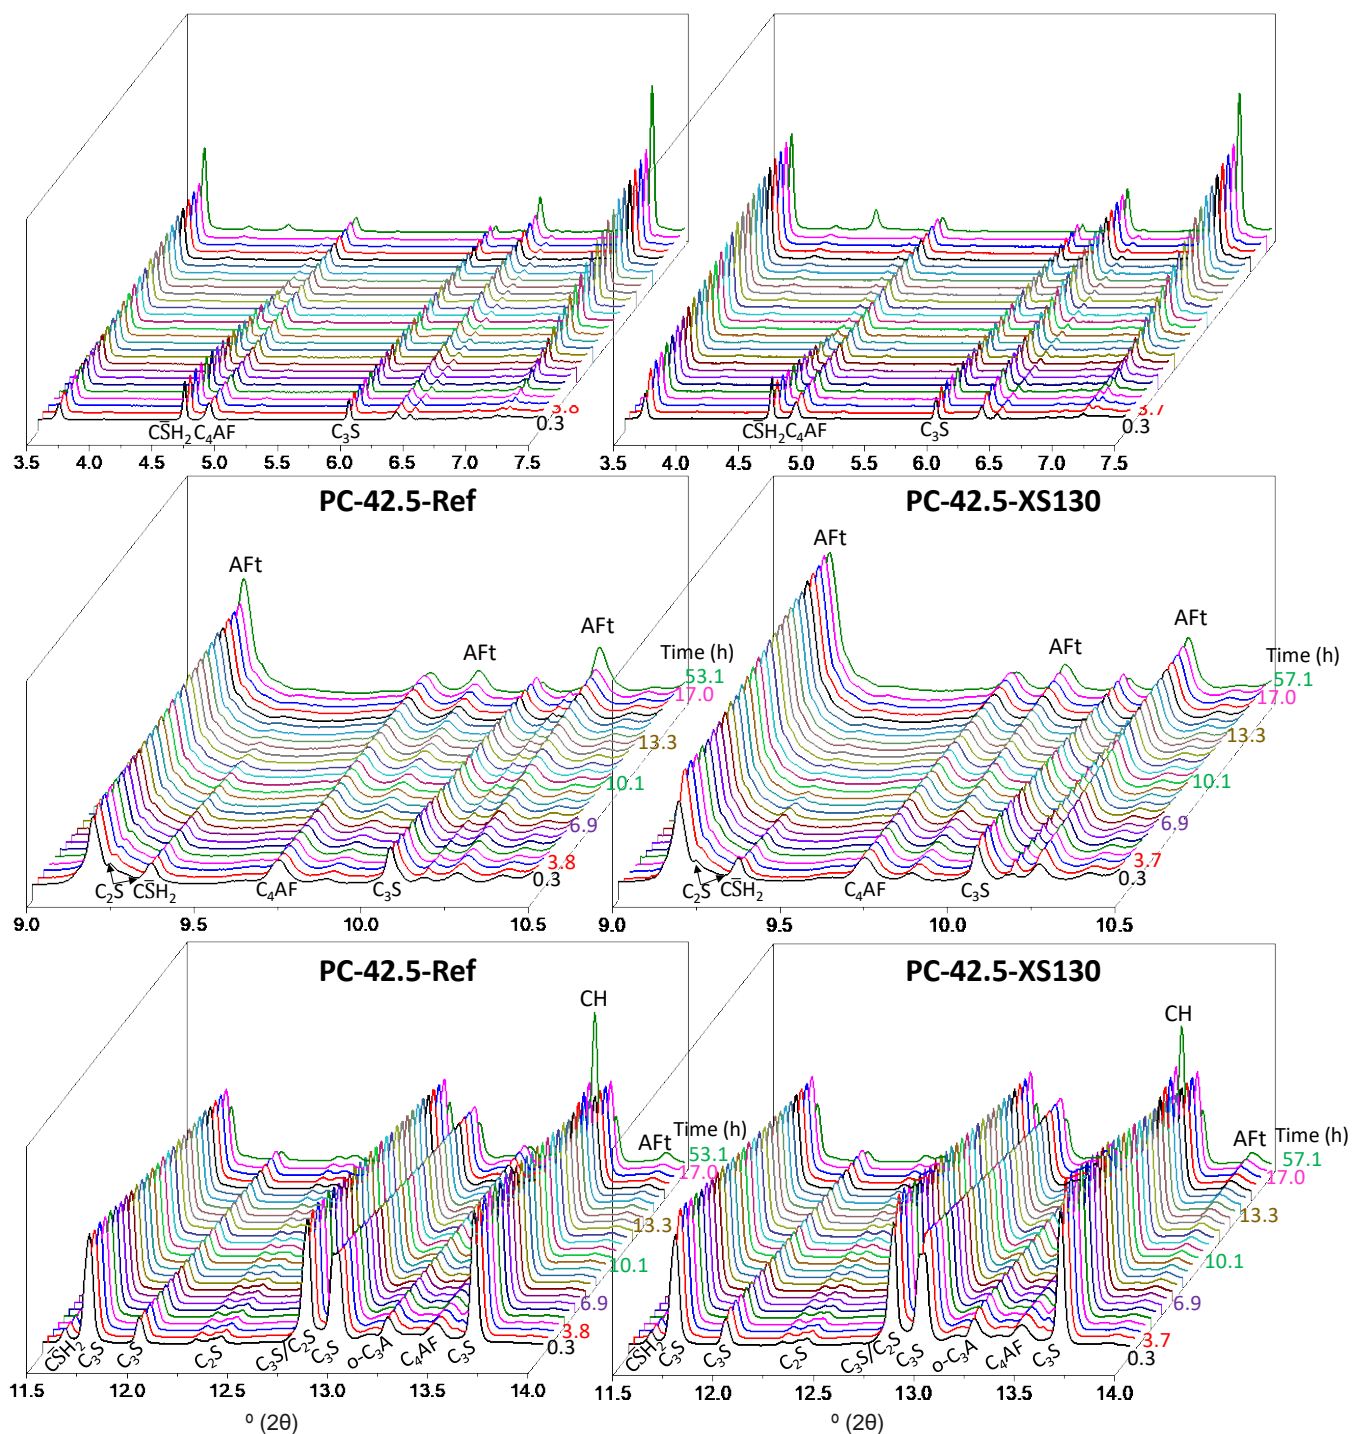 3.8
0.3
CS̅H₂ C₄AF
C₃S
3.5 4.0 4.5 5.0 5.5 6.0 6.5 7.0 7.5
3.7
0.3
CS̅H₂C₄AF
C₃S
3.5 4.0 4.5 5.0 5.5 6.0 6.5 7.0 7.5
PC-42.5-Ref
AFt
AFt
AFt
Time (h)
53.1
17.0
13.3
10.1
6.9
3.8
0.3
C₂S
CS̅H₂
C₄AF
C₃S
9.0 9.5 10.0 10.5
PC-42.5-XS130
AFt
AFt
AFt
Time (h)
57.1
17.0
13.3
10.1
6.9
3.7
0.3
C₂S
CS̅H₂
C₄AF
C₃S
9.0 9.5 10.0 10.5
PC-42.5-Ref
CH
AFt
Time (h)
53.1
17.0
13.3
10.1
6.9
3.8
0.3
CS̅H₂
C₃S
C₃S
C₂S
C₃S/C₂S
C₃S
o-C₃A
C₄AF
C₃S
11.5 12.0 12.5 13.0 13.5 14.0
º (2θ)
PC-42.5-XS130
CH
AFt
Time (h)
57.1
17.0
13.3
10.1
6.9
3.7
0.3
CS̅H₂
C₃S
C₃S
C₂S
C₃S/C₂S
C₃S
o-C₃A
C₄AF
C₃S
11.5 12.0 12.5 13.0 13.5 14.0
º (2θ)